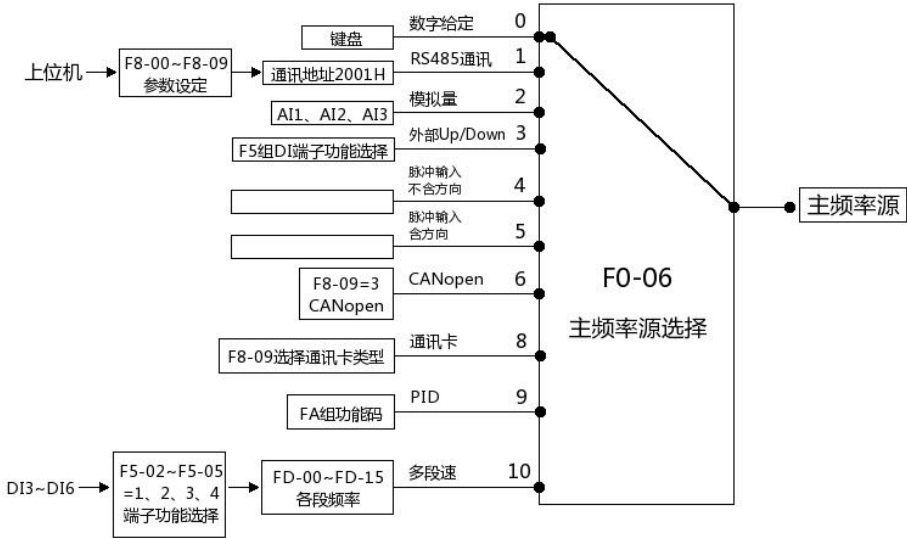 键盘
数字给定
0
上位机
F8-00~F8-09
参数设定
通讯地址2001H
RS485通讯
1
AI1、AI2、AI3
模拟量
2
F5组DI端子功能选择
外部Up/Down
3
脉冲输入
不含方向
4
脉冲输入
含方向
5
F8-09=3
CANopen
CANopen
6
F8-09选择通讯卡类型
通讯卡
8
FA组功能码
PID
9
DI3~DI6
F5-02~F5-05
=1、2、3、4
端子功能选择
FD-00~FD-15
各段频率
多段速
10
F0-06
主频率源选择
主频率源